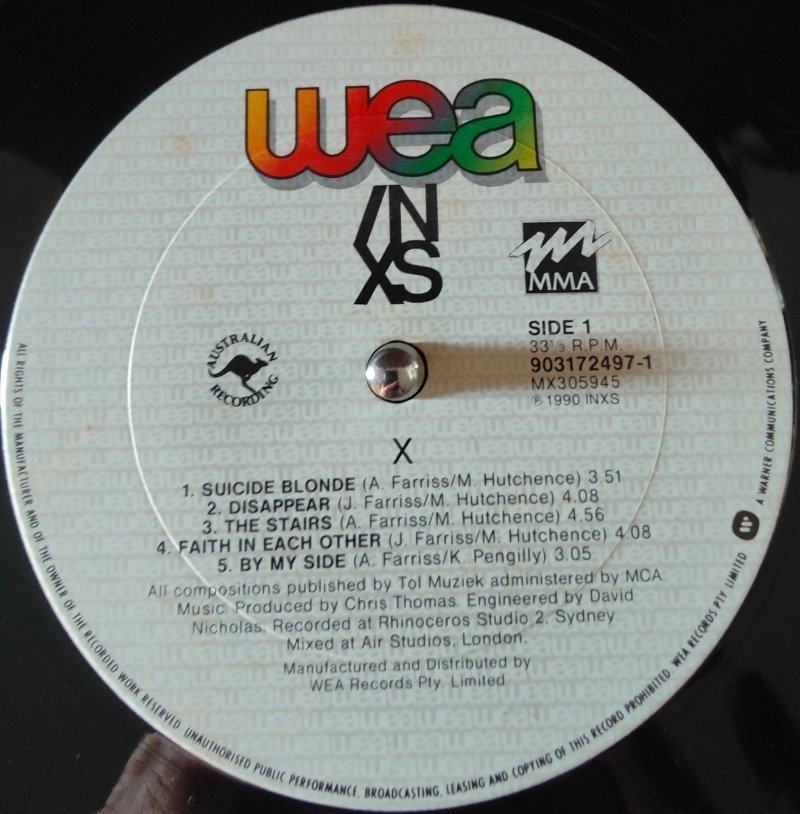 wea
INXS
MMA
AUSTRALIAN RECORDING
SIDE 1
33 1/3 R.P.M.
903172497-1
MX305945
℗ 1990 INXS
X
1. SUICIDE BLONDE (A. Farriss/M. Hutchence) 3.51
2. DISAPPEAR (J. Farriss/M. Hutchence) 4.08
3. THE STAIRS (A. Farriss/M. Hutchence) 4.56
4. FAITH IN EACH OTHER (J. Farriss/M. Hutchence) 4.08
5. BY MY SIDE (A. Farriss/K. Pengilly) 3.05
All compositions published by Tol Muziek administered by MCA
Music. Produced by Chris Thomas. Engineered by David
Nicholas. Recorded at Rhinoceros Studio 2, Sydney.
Mixed at Air Studios, London.
Manufactured and Distributed by
WEA Records Pty. Limited
ALL RIGHTS OF THE MANUFACTURER AND OF THE OWNER OF THE RECORDED WORK RESERVED. UNAUTHORISED PUBLIC PERFORMANCE, BROADCASTING, LEASING AND COPYING OF THIS RECORD PROHIBITED. WEA RECORDS PTY. LIMITED A WARNER COMMUNICATIONS COMPANY